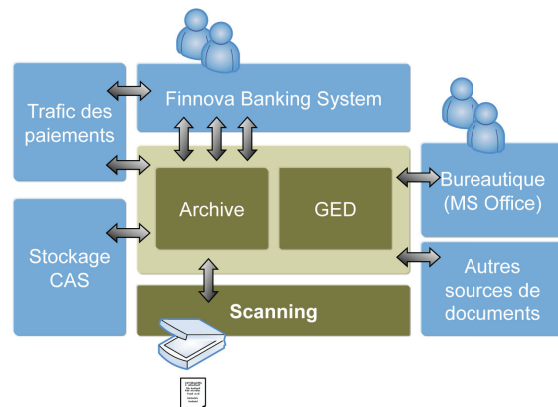 Finnova Banking System
Trafic des
paiements
Archive
GED
Bureautique
(MS Office)
Stockage
CAS
Autres
sources de
documents
Scanning